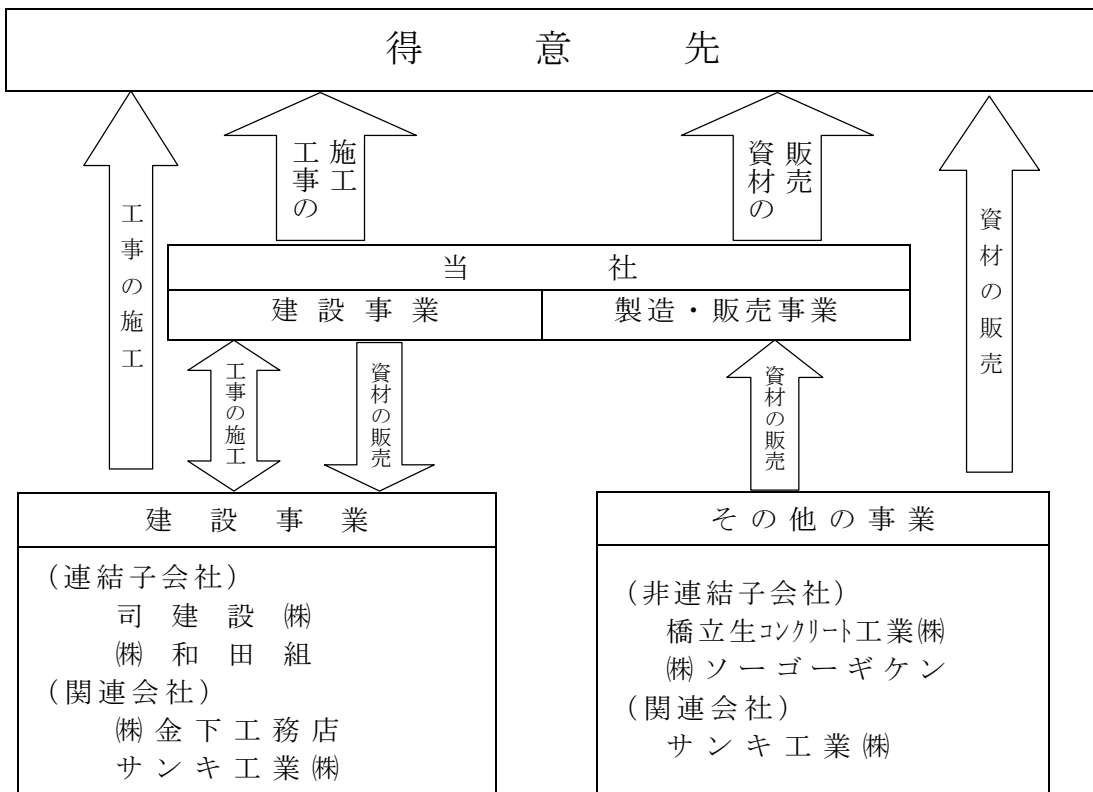 得意先
工事の
施工
資材の
販売
工事の施工
資材の販売
当社
建設事業
製造・販売事業
工事の施工
資材の販売
資材の販売
建設事業
(連結子会社)
司建設㈱
㈱和田組
(関連会社)
㈱金下工務店
サンキ工業㈱
その他の事業
(非連結子会社)
橋立生コンクリート工業㈱
㈱ソーゴーギケン
(関連会社)
サンキ工業㈱